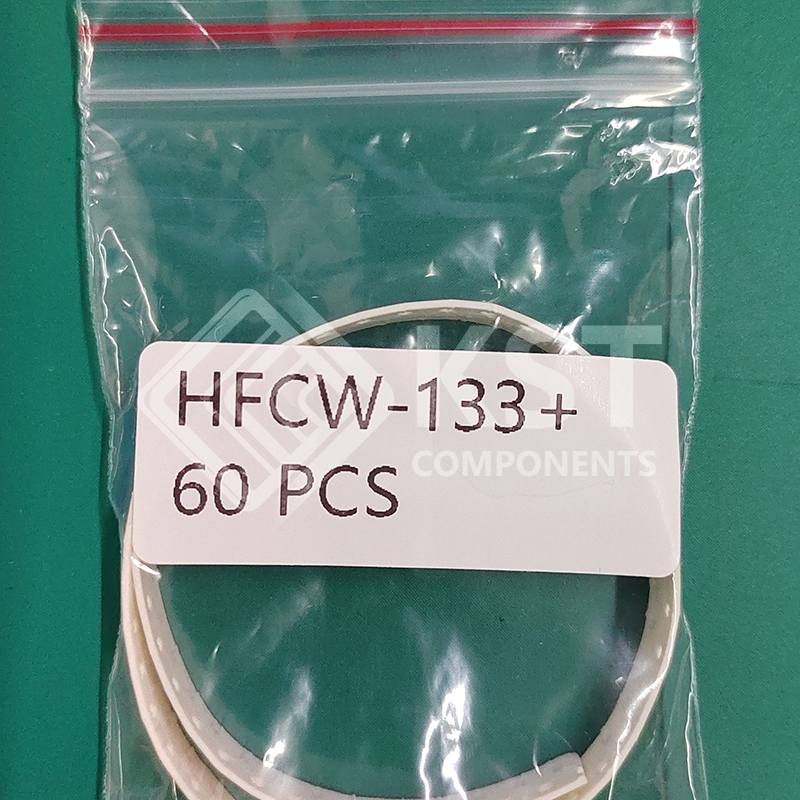 HFCW-133+
60 PCS
KST
COMPONENTS